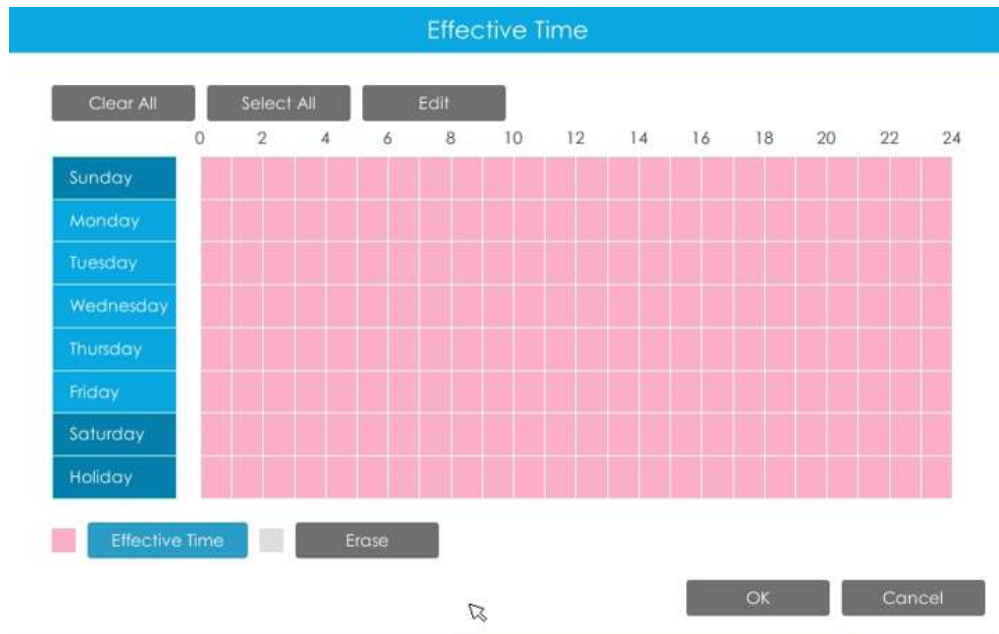 Effective Time
Clear All Select All Edit
0 2 4 6 8 10 12 14 16 18 20 22 24
Sunday
Monday
Tuesday
Wednesday
Thursday
Friday
Saturday
Holiday
Effective Time Erase
OK Cancel